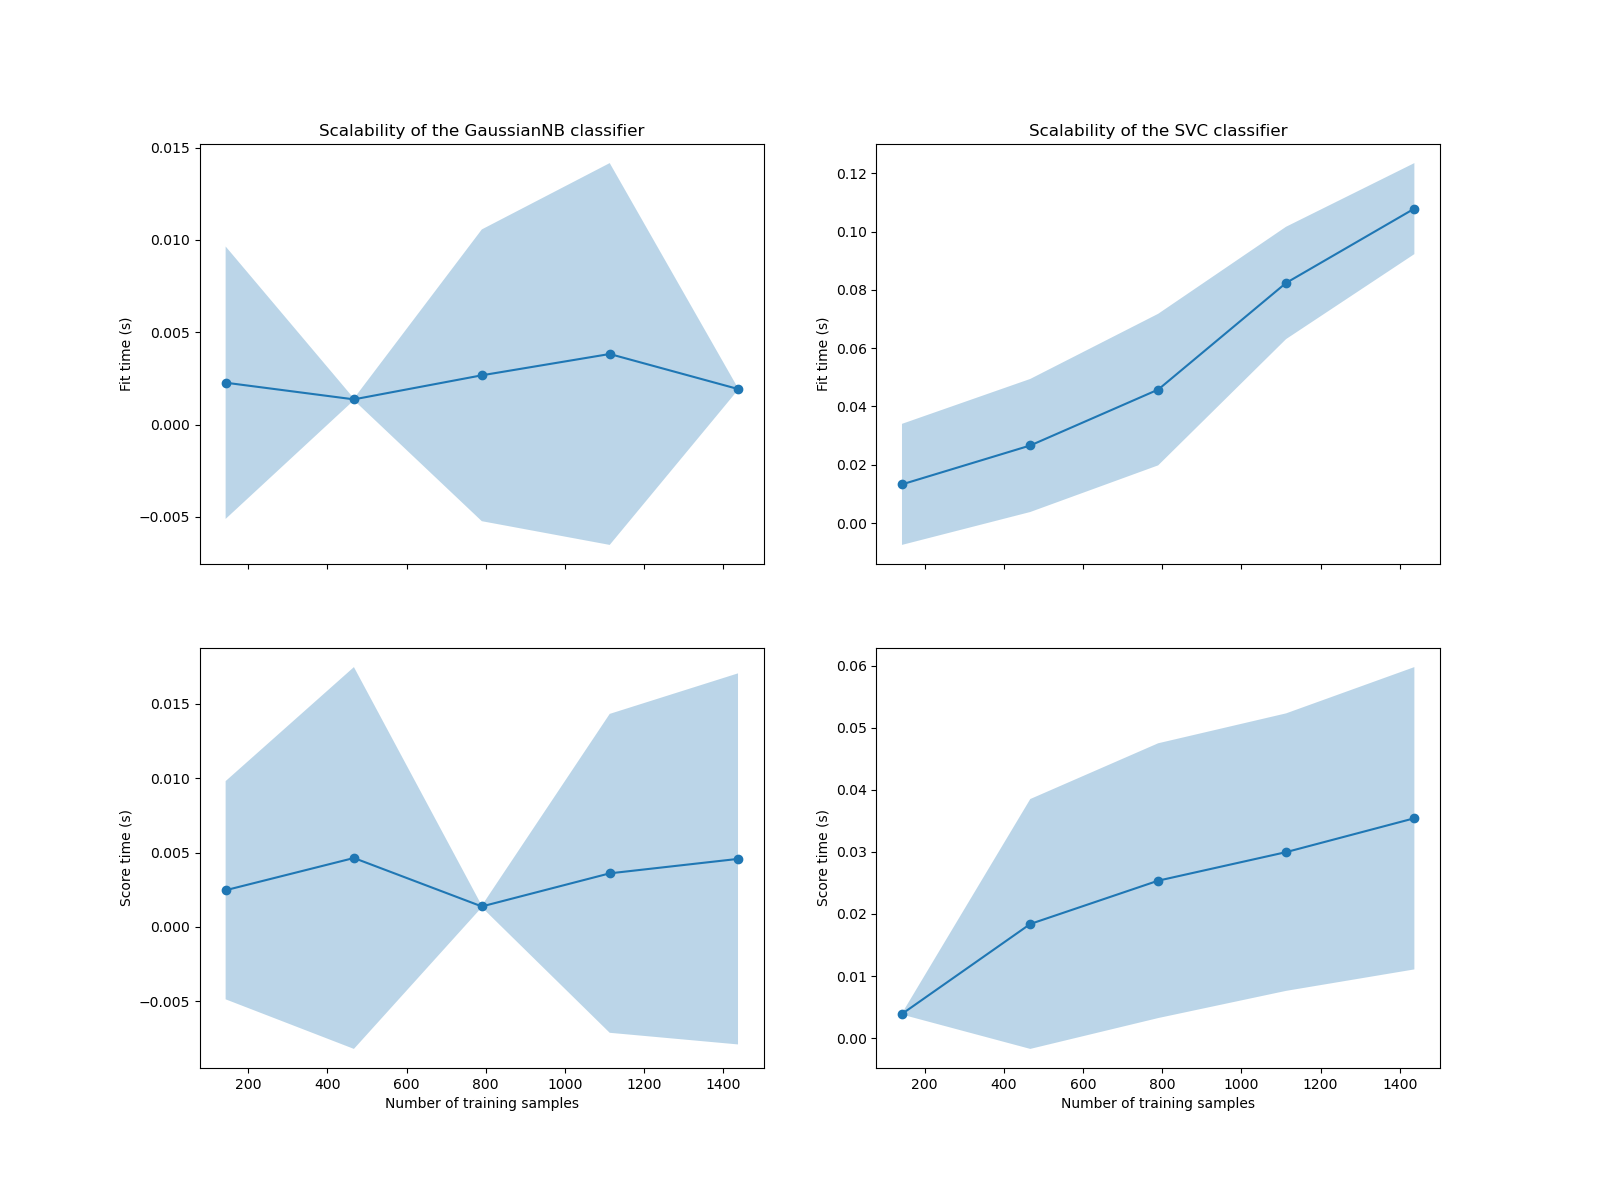 Scalability of the GaussianNB classifier
0.015
0.010
0.005
0.000
−0.005
Fit time (s)
Scalability of the SVC classifier
0.12
0.10
0.08
0.06
0.04
0.02
0.00
Fit time (s)
0.015
0.010
0.005
0.000
−0.005
Score time (s)
200 400 600 800 1000 1200 1400
Number of training samples
0.06
0.05
0.04
0.03
0.02
0.01
0.00
Score time (s)
200 400 600 800 1000 1200 1400
Number of training samples